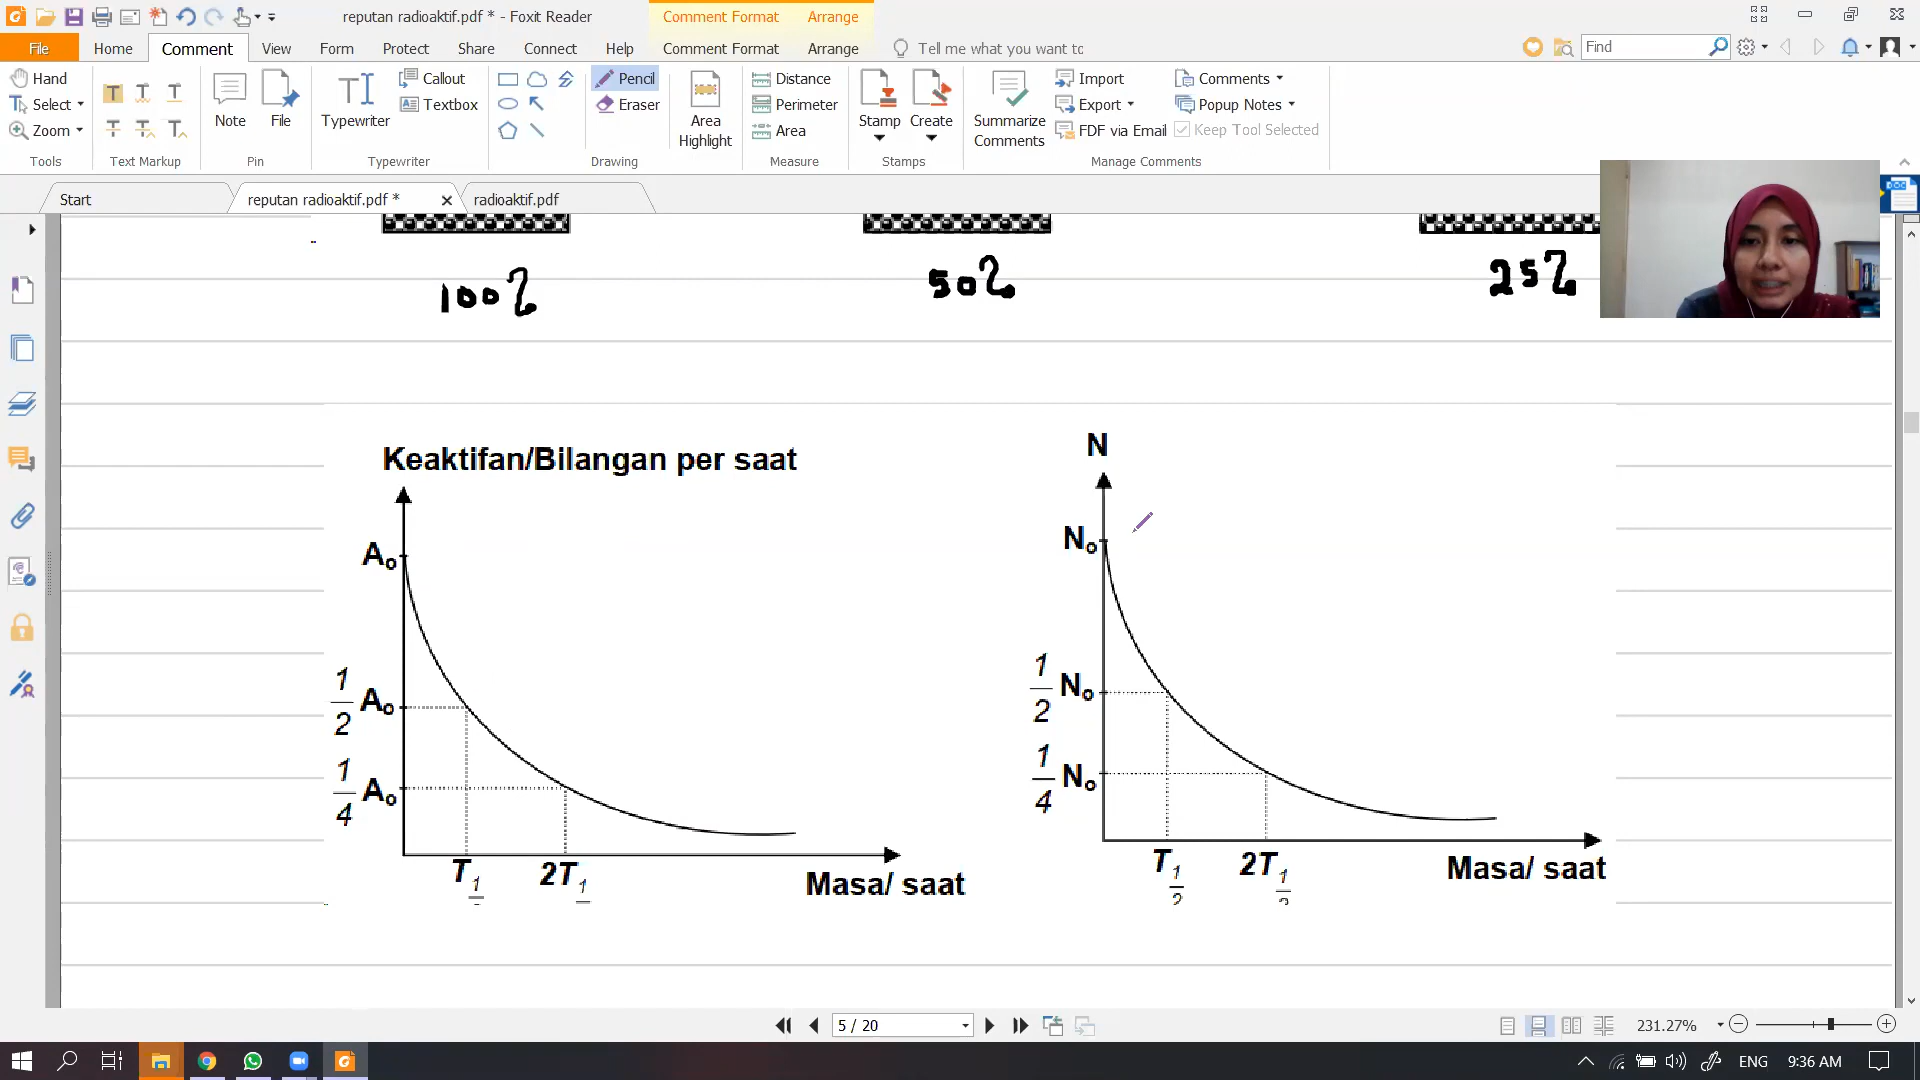 reputan radioaktif.pdf * - Foxit Reader
Comment Format
Arrange
File
Home
Comment
View
Form
Protect
Share
Connect
Help
Comment Format
Arrange
Tell me what you want to
Find
Hand
Select
Zoom
Tools
Text Markup
Note
File
Pin
Typewriter
Callout
Textbox
Typewriter
Pencil
Eraser
Drawing
Area
Highlight
Distance
Perimeter
Area
Measure
Stamp
Create
Stamps
Summarize
Comments
Import
Export
FDF via Email
Comments
Popup Notes
Keep Tool Selected
Manage Comments
Start
reputan radioaktif.pdf *
radioaktif.pdf
DOC
100%
50%
25%
Keaktifan/Bilangan per saat
A₀
1/2 A₀
1/4 A₀
T 1
2T 1
Masa/ saat
N
N₀
1/2 N₀
1/4 N₀
T 1/2
2T 1/2
Masa/ saat
5 / 20
231.27%
ENG
9:36 AM